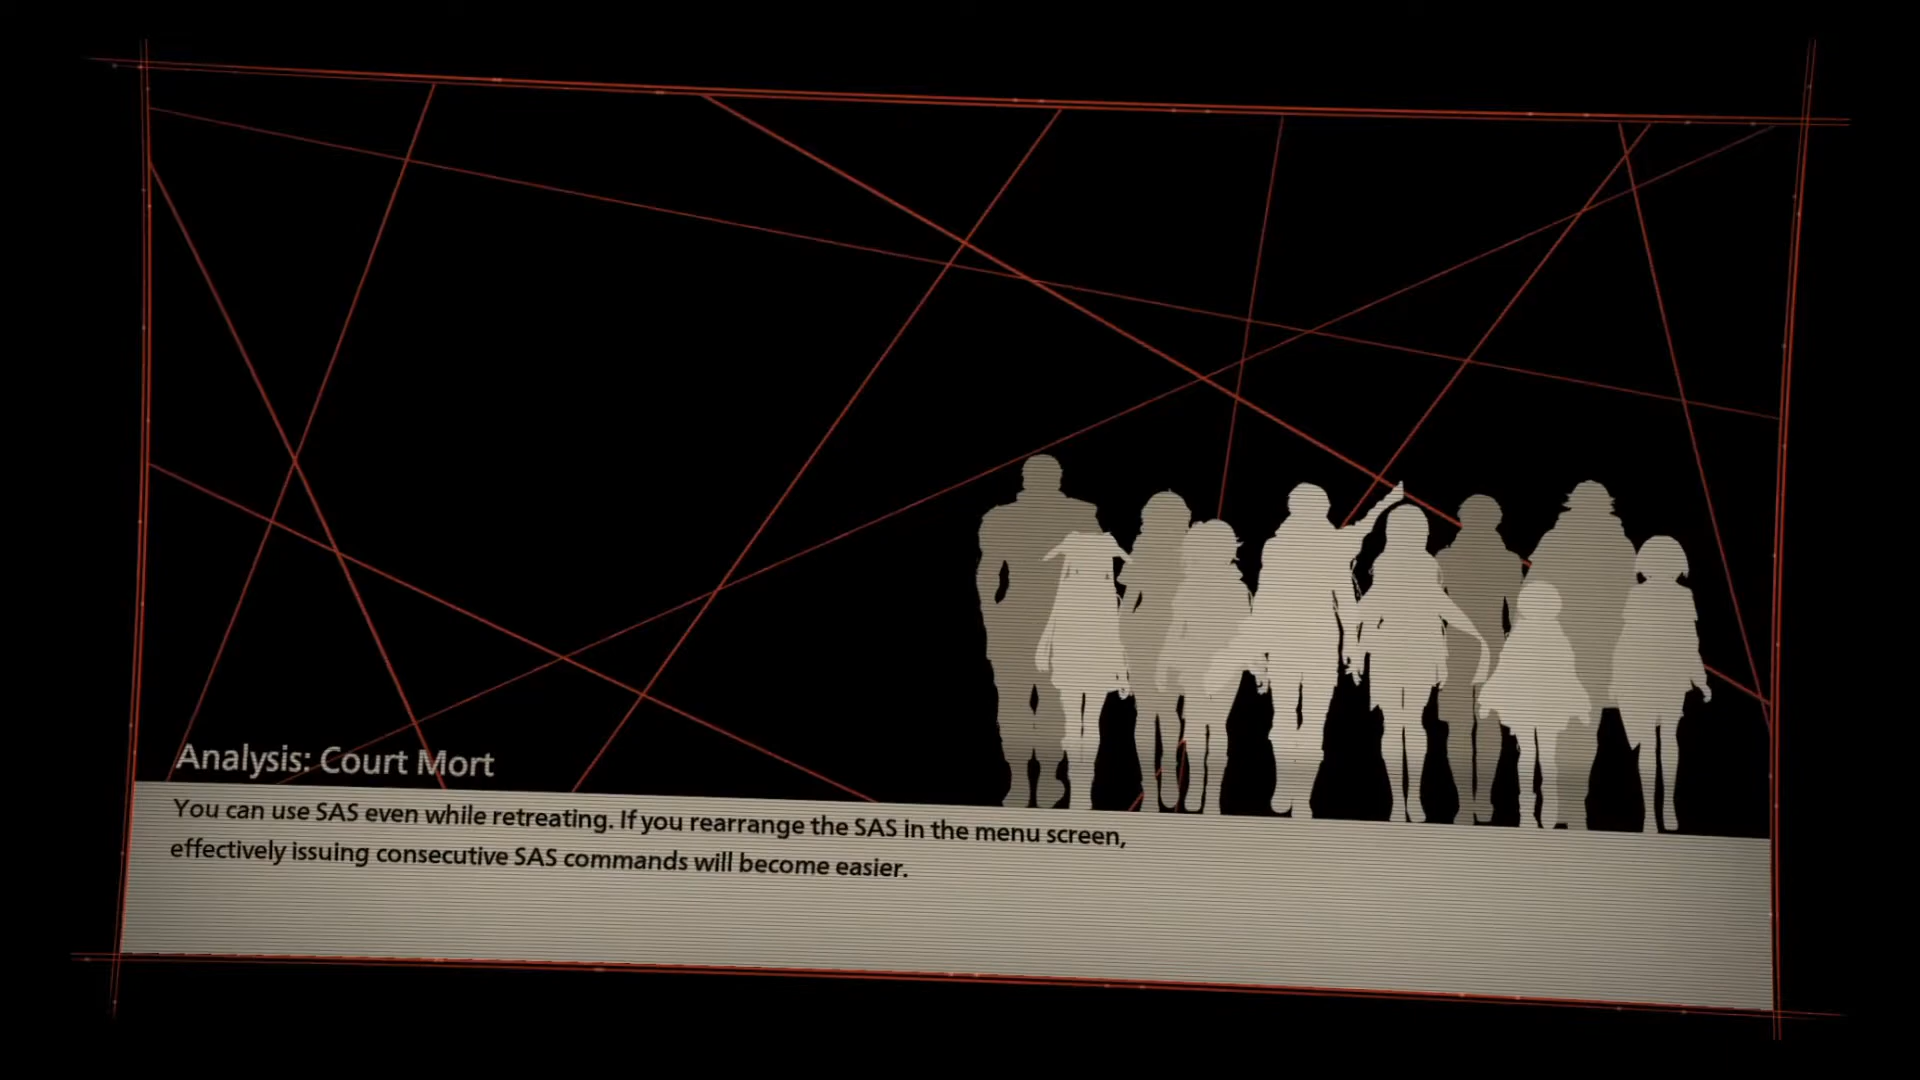 Analysis: Court Mort
You can use SAS even while retreating. If you rearrange the SAS in the menu screen,
effectively issuing consecutive SAS commands will become easier.